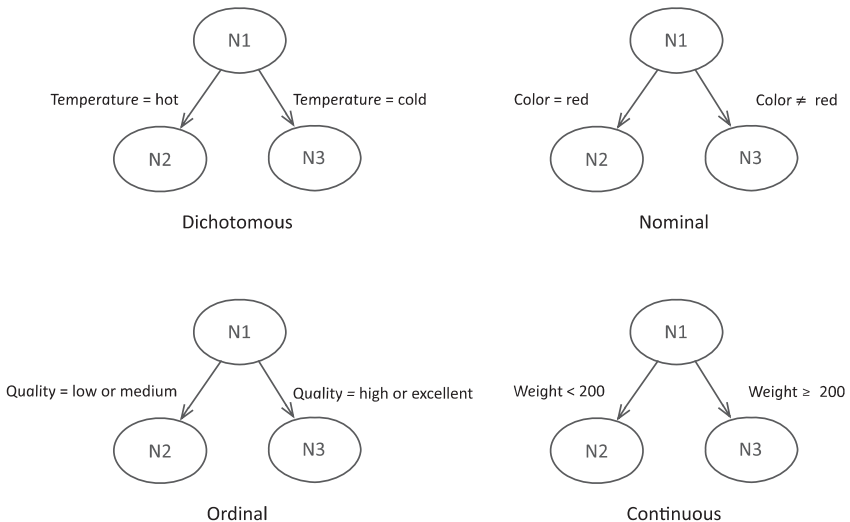 N1
Temperature = hot
Temperature = cold
N2
N3
Dichotomous
N1
Color = red
Color ≠ red
N2
N3
Nominal
N1
Quality = low or medium
Quality = high or excellent
N2
N3
Ordinal
N1
Weight < 200
Weight ≥ 200
N2
N3
Continuous